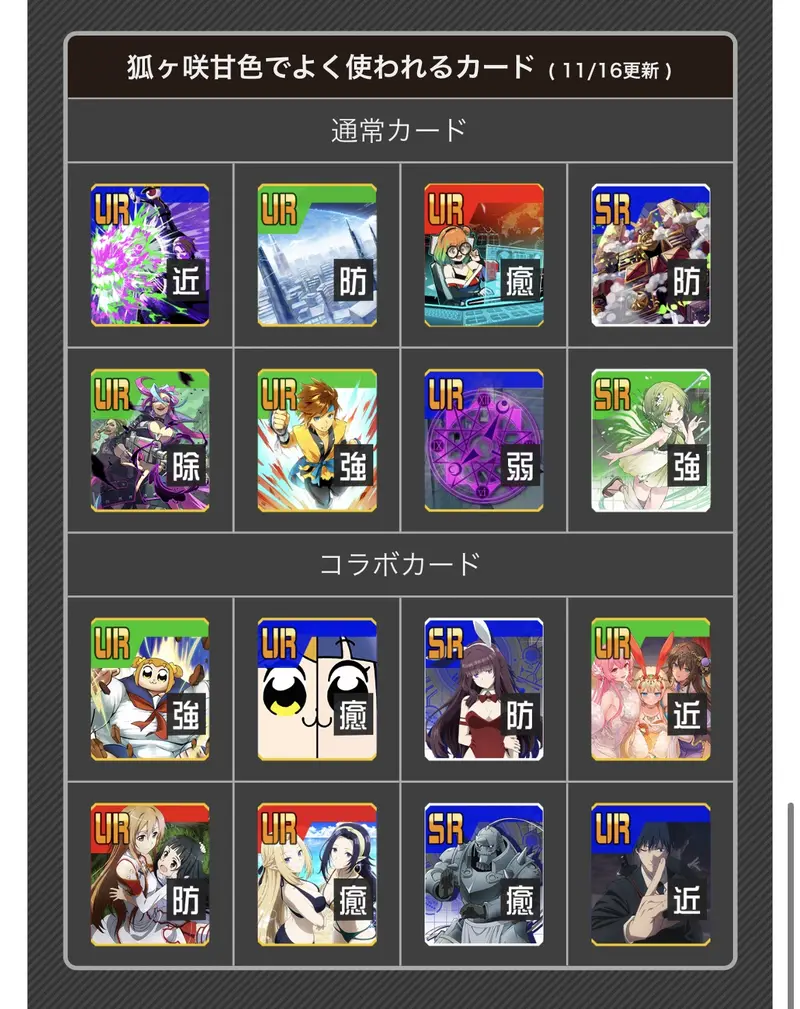 狐ヶ咲甘色でよく使われるカード ( 11/16更新 )
通常カード
UR 近
UR 防
UR 癒
SR 防
UR 除
UR 強
UR 弱
SR 強
コラボカード
UR 強
UR 癒
SR 防
UR 近
UR 防
UR 癒
SR 癒
UR 近